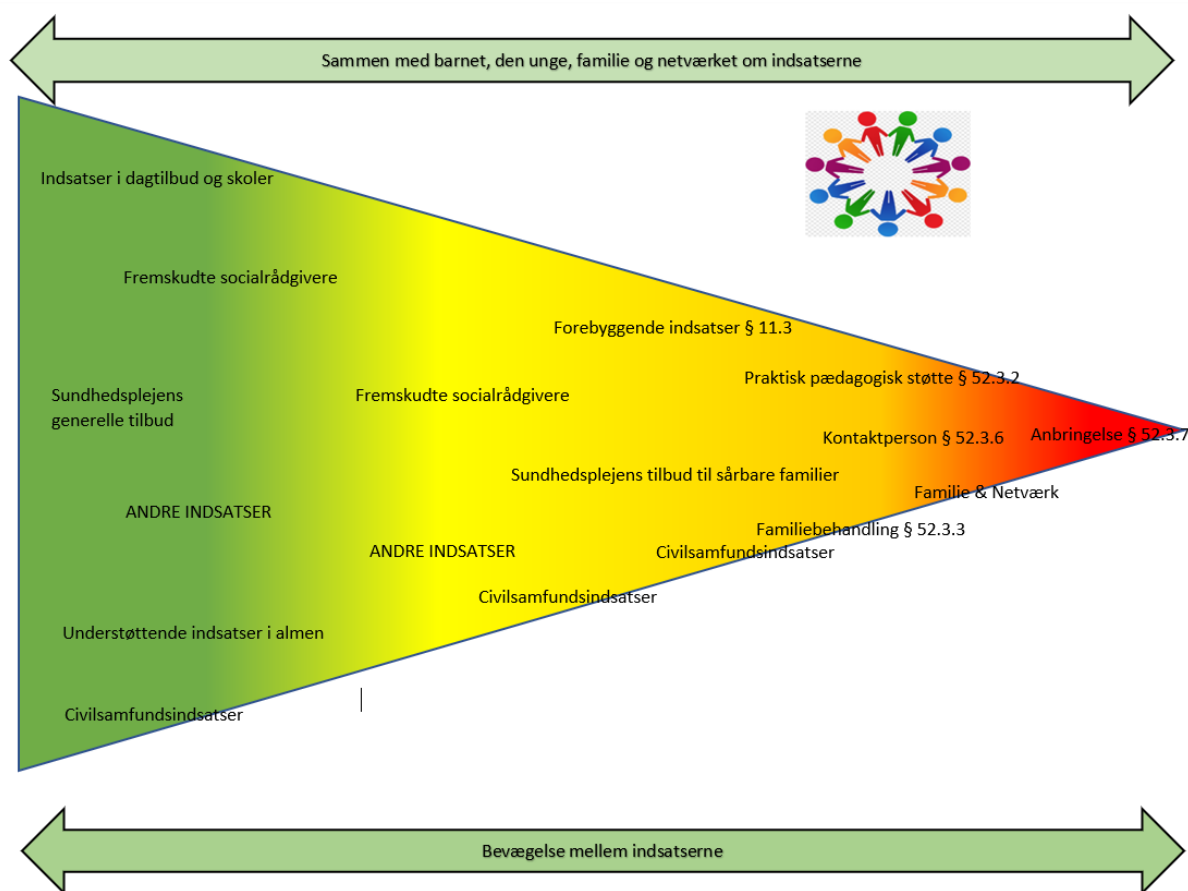 Sammen med barnet, den unge, familie og netværket om indsatserne
Indsatser i dagtilbud og skoler
Fremskudte socialrådgivere
Forebyggende indsatser § 11.3
Praktisk pædagogisk støtte § 52.3.2
Sundhedsplejens
generelle tilbud
Fremskudte socialrådgivere
Kontaktperson § 52.3.6
Anbringelse § 52.3.7
Sundhedsplejens tilbud til sårbare familier
Familie & Netværk
ANDRE INDSATSER
Familiebehandling § 52.3.3
ANDRE INDSATSER
Civilsamfundsindsatser
Civilsamfundsindsatser
Understøttende indsatser i almen
Civilsamfundsindsatser
Bevægelse mellem indsatserne